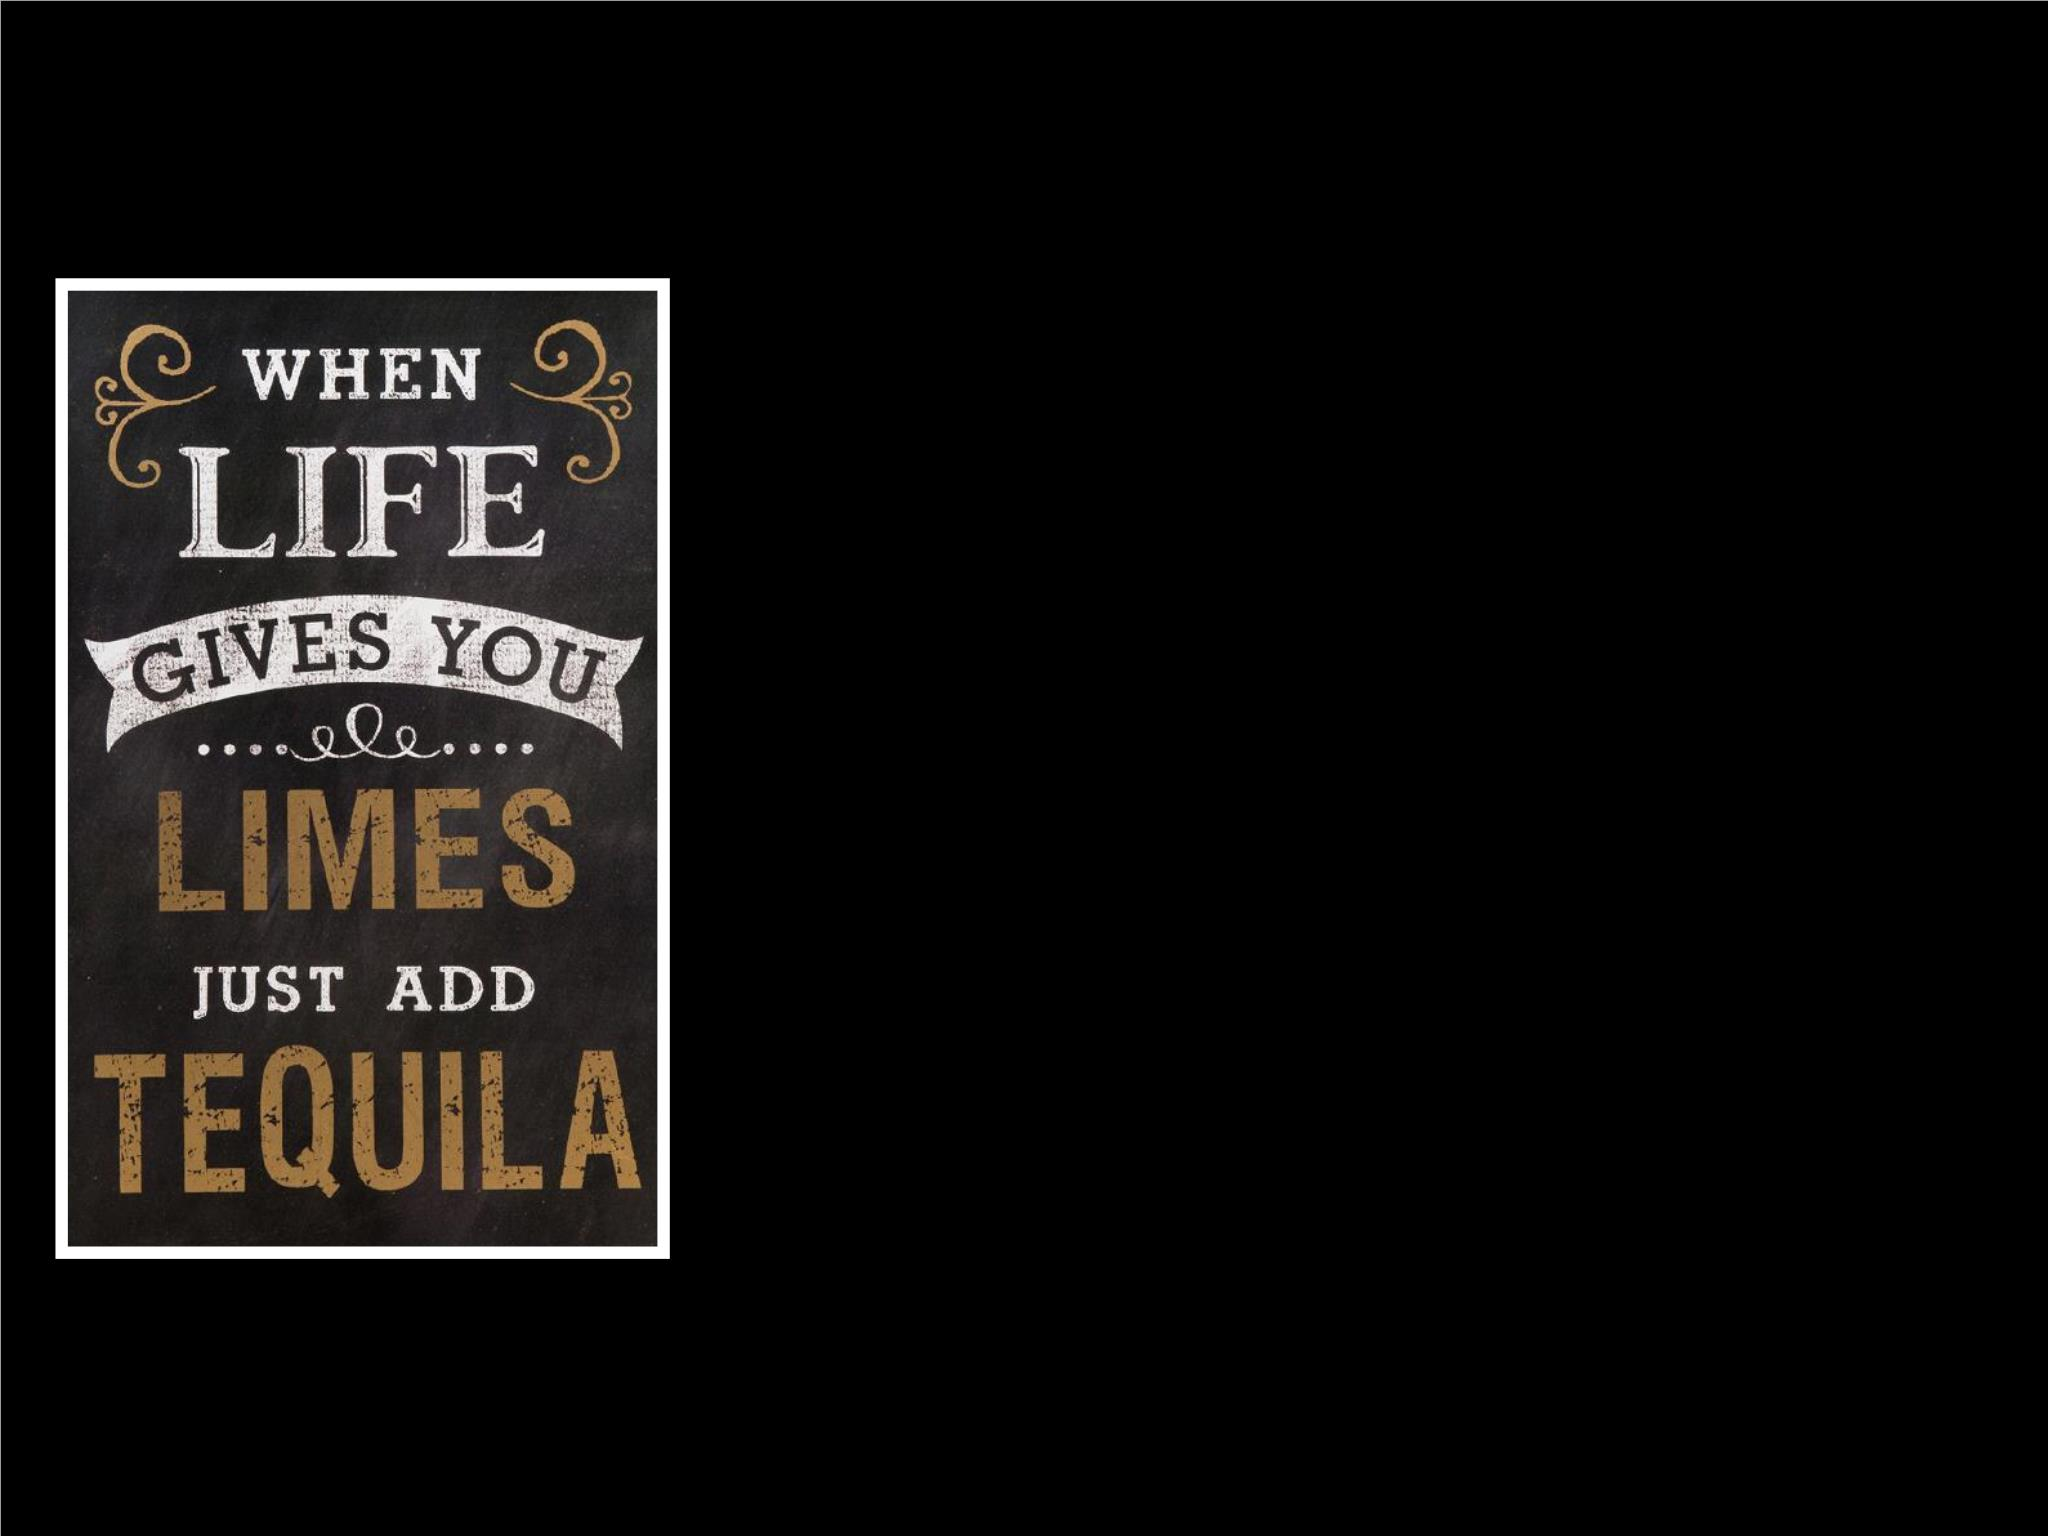 WHEN
LIFE
GIVES YOU
LIMES
JUST ADD
TEQUILA